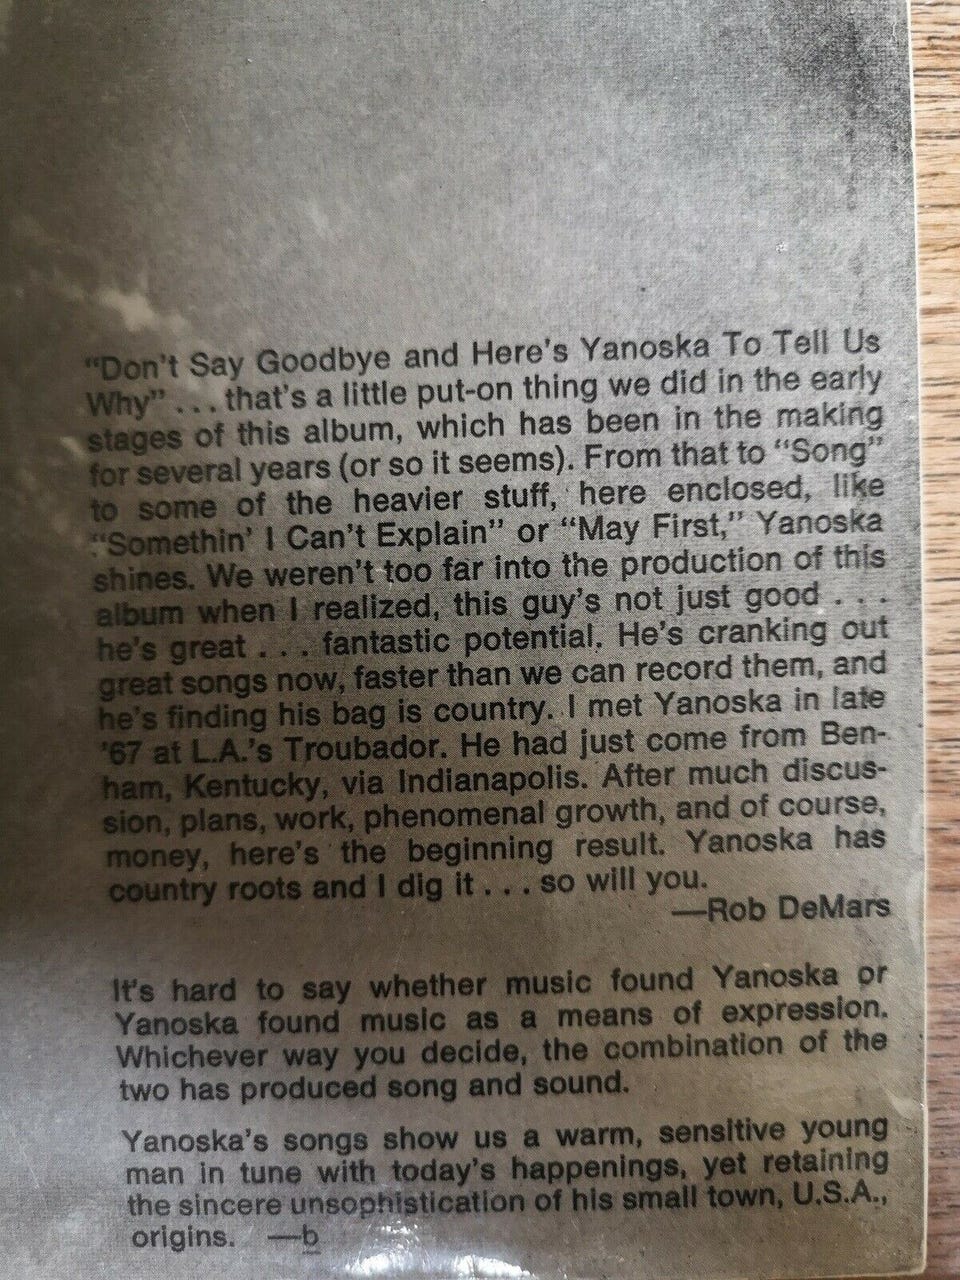 “Don’t Say Goodbye and Here’s Yanoska To Tell Us
Why” . . . that’s a little put-on thing we did in the early
stages of this album, which has been in the making
for several years (or so it seems). From that to “Song”
to some of the heavier stuff, here enclosed, like
“Somethin’ I Can’t Explain” or “May First,” Yanoska
shines. We weren’t too far into the production of this
album when I realized, this guy’s not just good . . .
he’s great . . . fantastic potential. He’s cranking out
great songs now, faster than we can record them, and
he’s finding his bag is country. I met Yanoska in late
’67 at L.A.’s Troubador. He had just come from Ben-
ham, Kentucky, via Indianapolis. After much discus-
sion, plans, work, phenomenal growth, and of course,
money, here’s the beginning result. Yanoska has
country roots and I dig it . . . so will you.
—Rob DeMars
It’s hard to say whether music found Yanoska or
Yanoska found music as a means of expression.
Whichever way you decide, the combination of the
two has produced song and sound.
Yanoska’s songs show us a warm, sensitive young
man in tune with today’s happenings, yet retaining
the sincere unsophistication of his small town, U.S.A.,
origins. —b